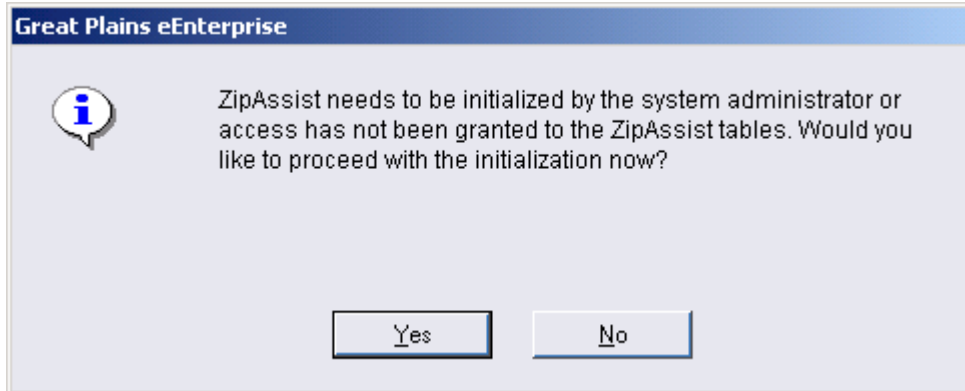 Great Plains eEnterprise
ZipAssist needs to be initialized by the system administrator or
access has not been granted to the ZipAssist tables. Would you
like to proceed with the initialization now?
Yes
No